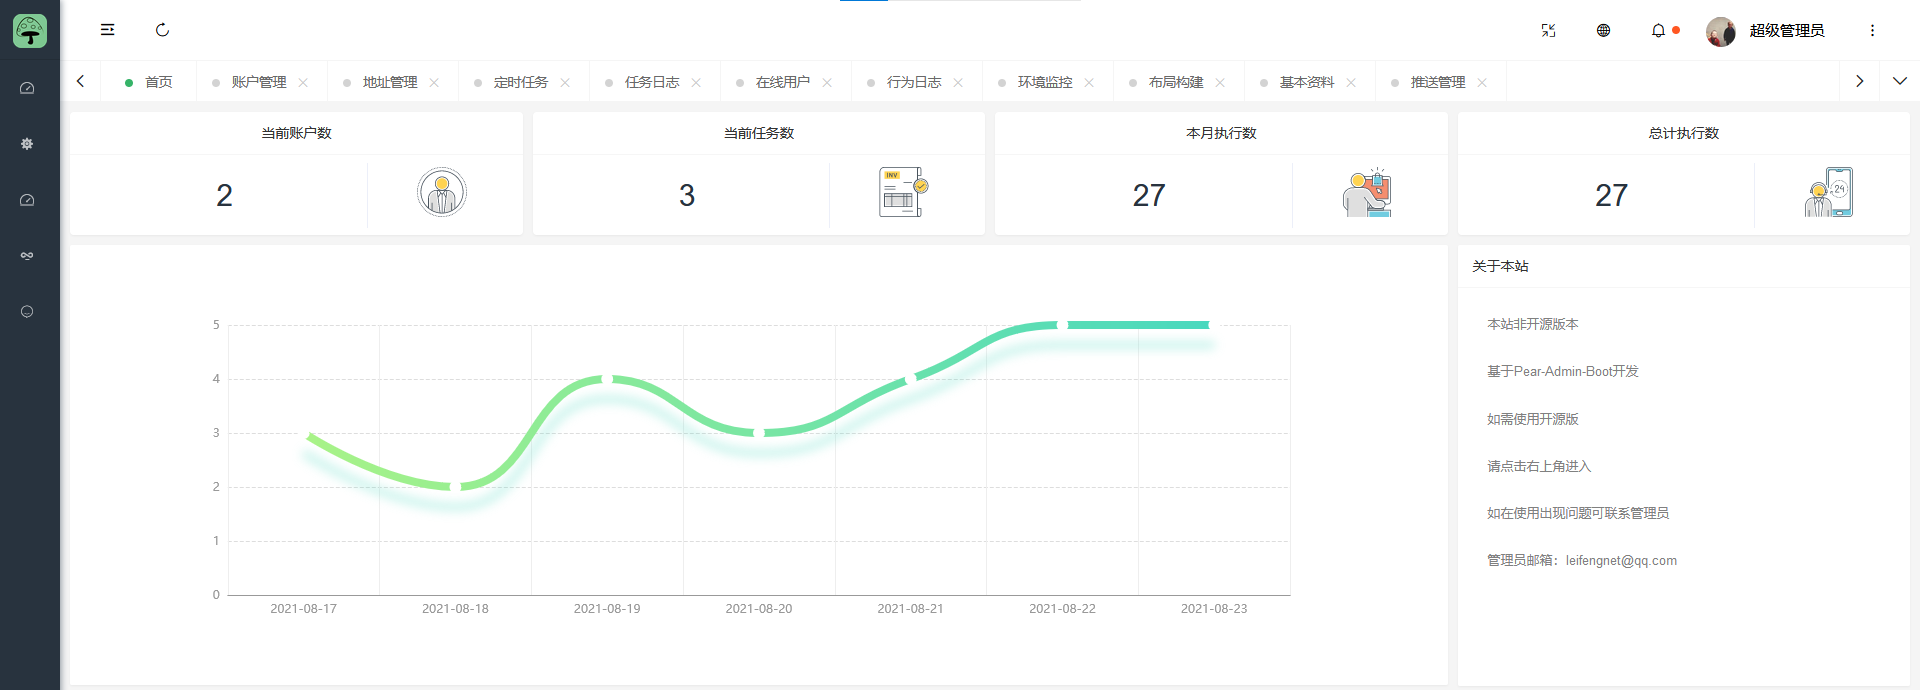 超级管理员
首页 账户管理 地址管理 定时任务 任务日志 在线用户 行为日志 环境监控 布局构建 基本资料 推送管理
当前账户数
2
当前任务数
INV
3
本月执行数
27
总计执行数
27
24
5
4
3
2
1
0
2021-08-17 2021-08-18 2021-08-19 2021-08-20 2021-08-21 2021-08-22 2021-08-23
关于本站
本站非开源版本
基于Pear-Admin-Boot开发
如需使用开源版
请点击右上角进入
如在使用出现问题可联系管理员
管理员邮箱：leifengnet@qq.com